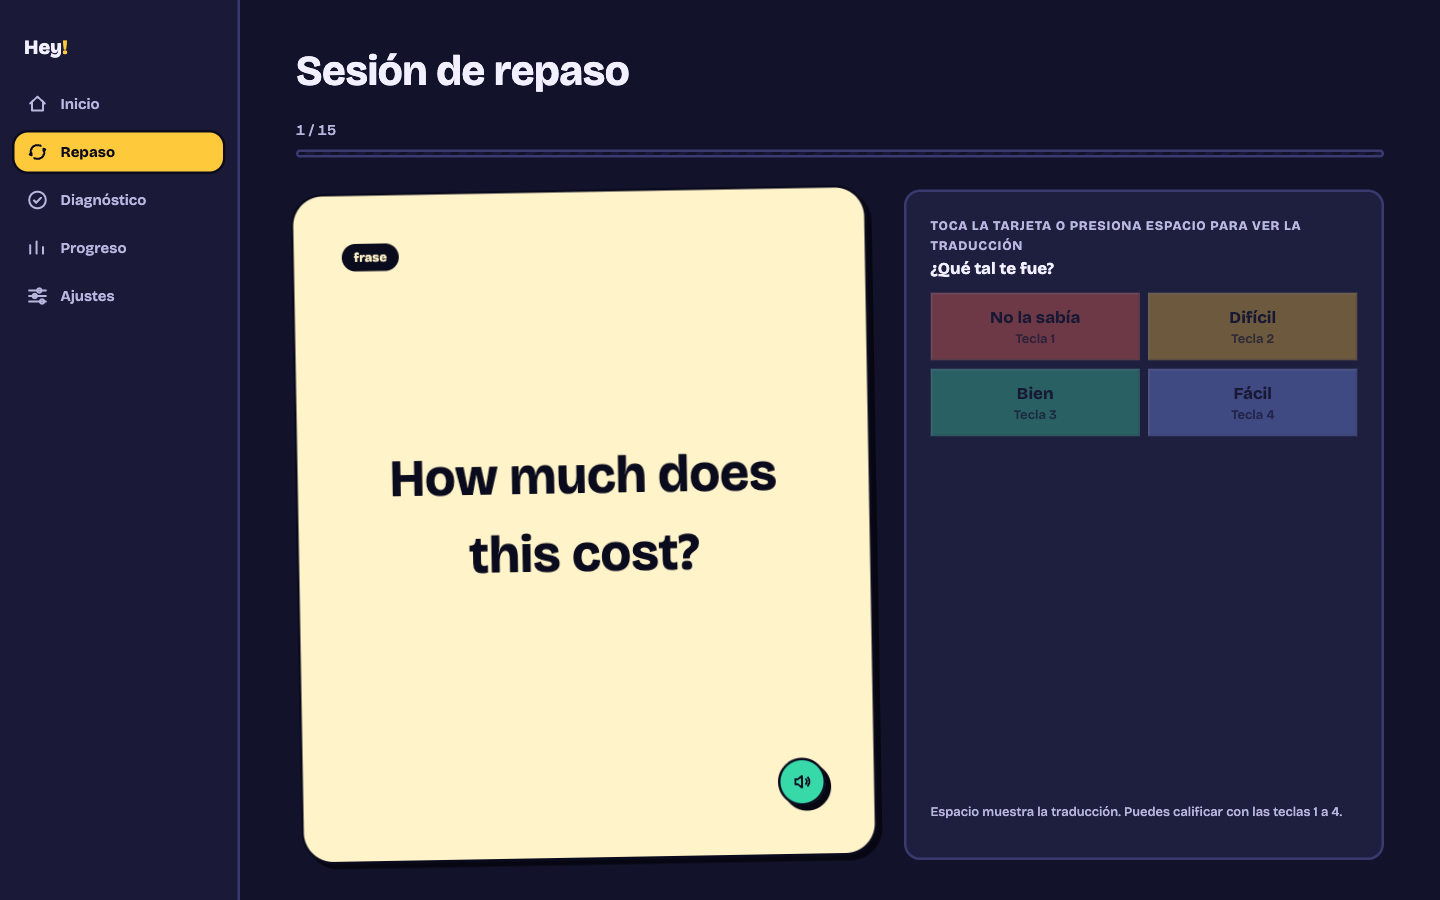 Hey!
Inicio
Repaso
Diagnóstico
Progreso
Ajustes
Sesión de repaso
1 / 15
frase
How much does
this cost?
TOCA LA TARJETA O PRESIONA ESPACIO PARA VER LA
TRADUCCIÓN
¿Qué tal te fue?
No la sabía
Tecla 1
Difícil
Tecla 2
Bien
Tecla 3
Fácil
Tecla 4
Espacio muestra la traducción. Puedes calificar con las teclas 1 a 4.